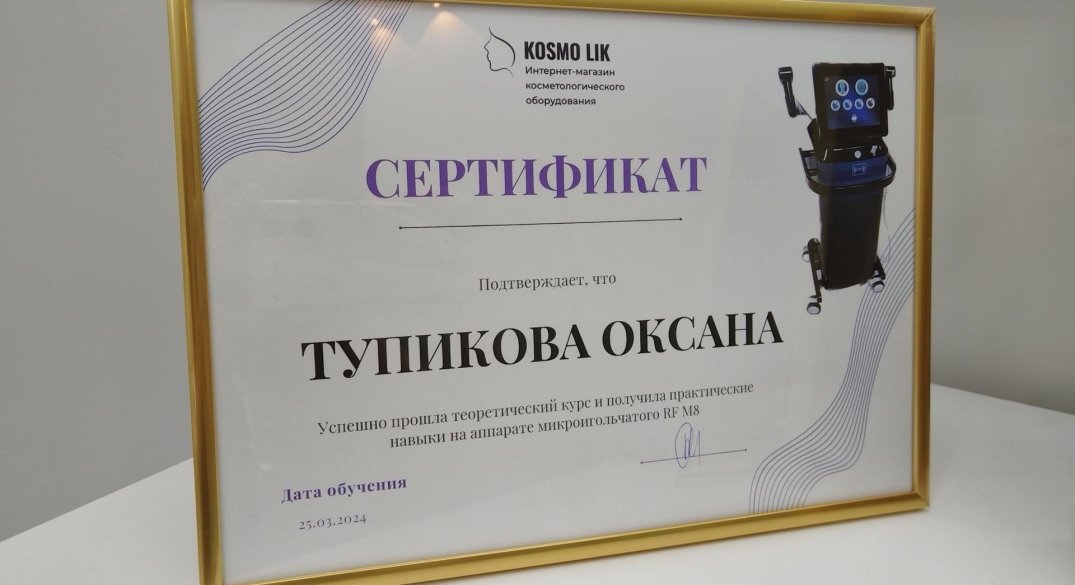 KOSMO LIK
Интернет-магазин
косметологического
оборудования
СЕРТИФИКАТ
Подтверждает, что
ТУПИКОВА ОКСАНА
Успешно прошла теоретический курс и получила практические
навыки на аппарате микроигольчатого RF M8
Дата обучения
25.03.2024